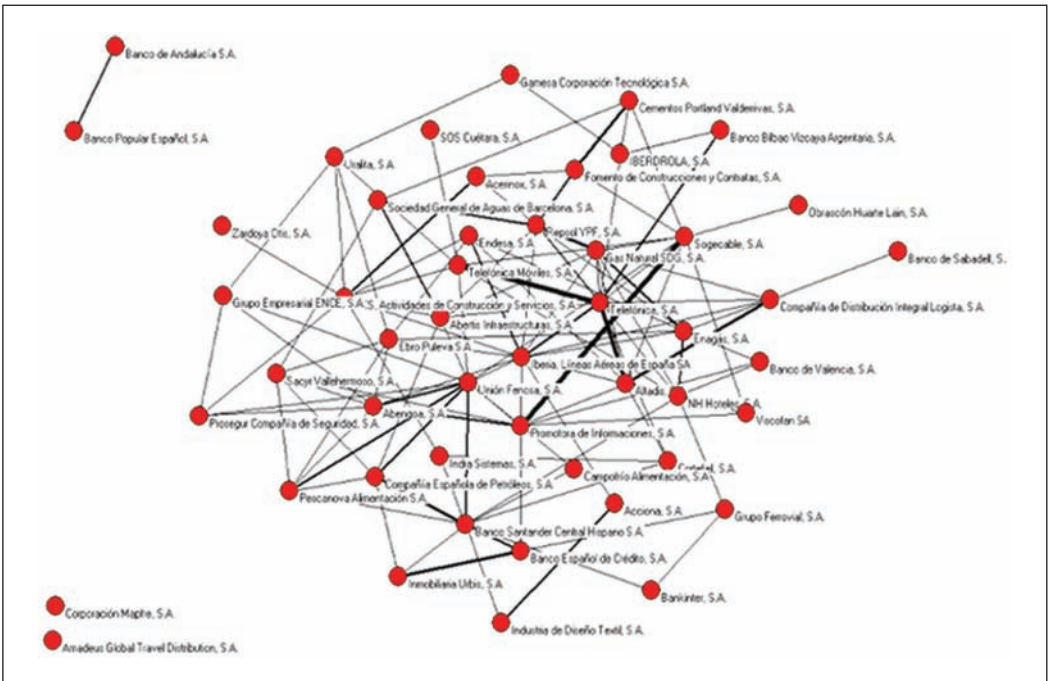 Banco de Andalucía S.A.
Gamesa Corporación Tecnológica S.A.
Cementos Portland Valderrivas, S.A.
Banco Popular Español, S.A.
SOS Cuétara, S.A.
Banco Bilbao Vizcaya Argentaria, S.A.
Uralita, S.A.
IBERDROLA, S.A.
Acerinox, S.A.
Fomento de Construcciones y Contratas, S.A.
Sociedad General de Aguas de Barcelona, S.A.
Obrascón Huarte Lain, S.A.
Zardoya Otis, S.A.
Repsol YPF, S.A.
Endesa, S.A.
Sogecable, S.A.
Gas Natural SDG, S.A.
Banco de Sabadell, S.
Telefónica Móviles, S.A.
Grupo Empresarial ENCE, S.A.
S. Actividades de Construcción y Servicios, S.A.
Telefónica, S.A.
Compañía de Distribución Integral Logista, S.A.
Abertis Infraestructuras, S.A.
Enagás, S.A.
Ebro Puleva S.A.
Iberia, Líneas Aéreas de España SA
Banco de Valencia, S.A.
Sacyr Vallehermoso, S.A.
Unión Fenosa, S.A.
Altadis, S.A.
NH Hoteles, S.A.
Abengoa, S.A.
Viscofan SA
Prosegur Compañía de Seguridad, S.A.
Promotora de Informaciones, S.A.
Indra Sistemas, S.A.
S.A.
Campofrío Alimentación, S.A.
Compañía Española de Petróleos, S.A.
Pescanova Alimentación S.A.
Acciona, S.A.
Grupo Ferrovial, S.A.
Banco Santander Central Hispano S.A.
Banco Español de Crédito, S.A.
Inmobiliaria Urbis, S.A.
Bankinter, S.A.
Corporación Mapfre, S.A.
Industria de Diseño Textil, S.A.
Amadeus Global Travel Distribution, S.A.